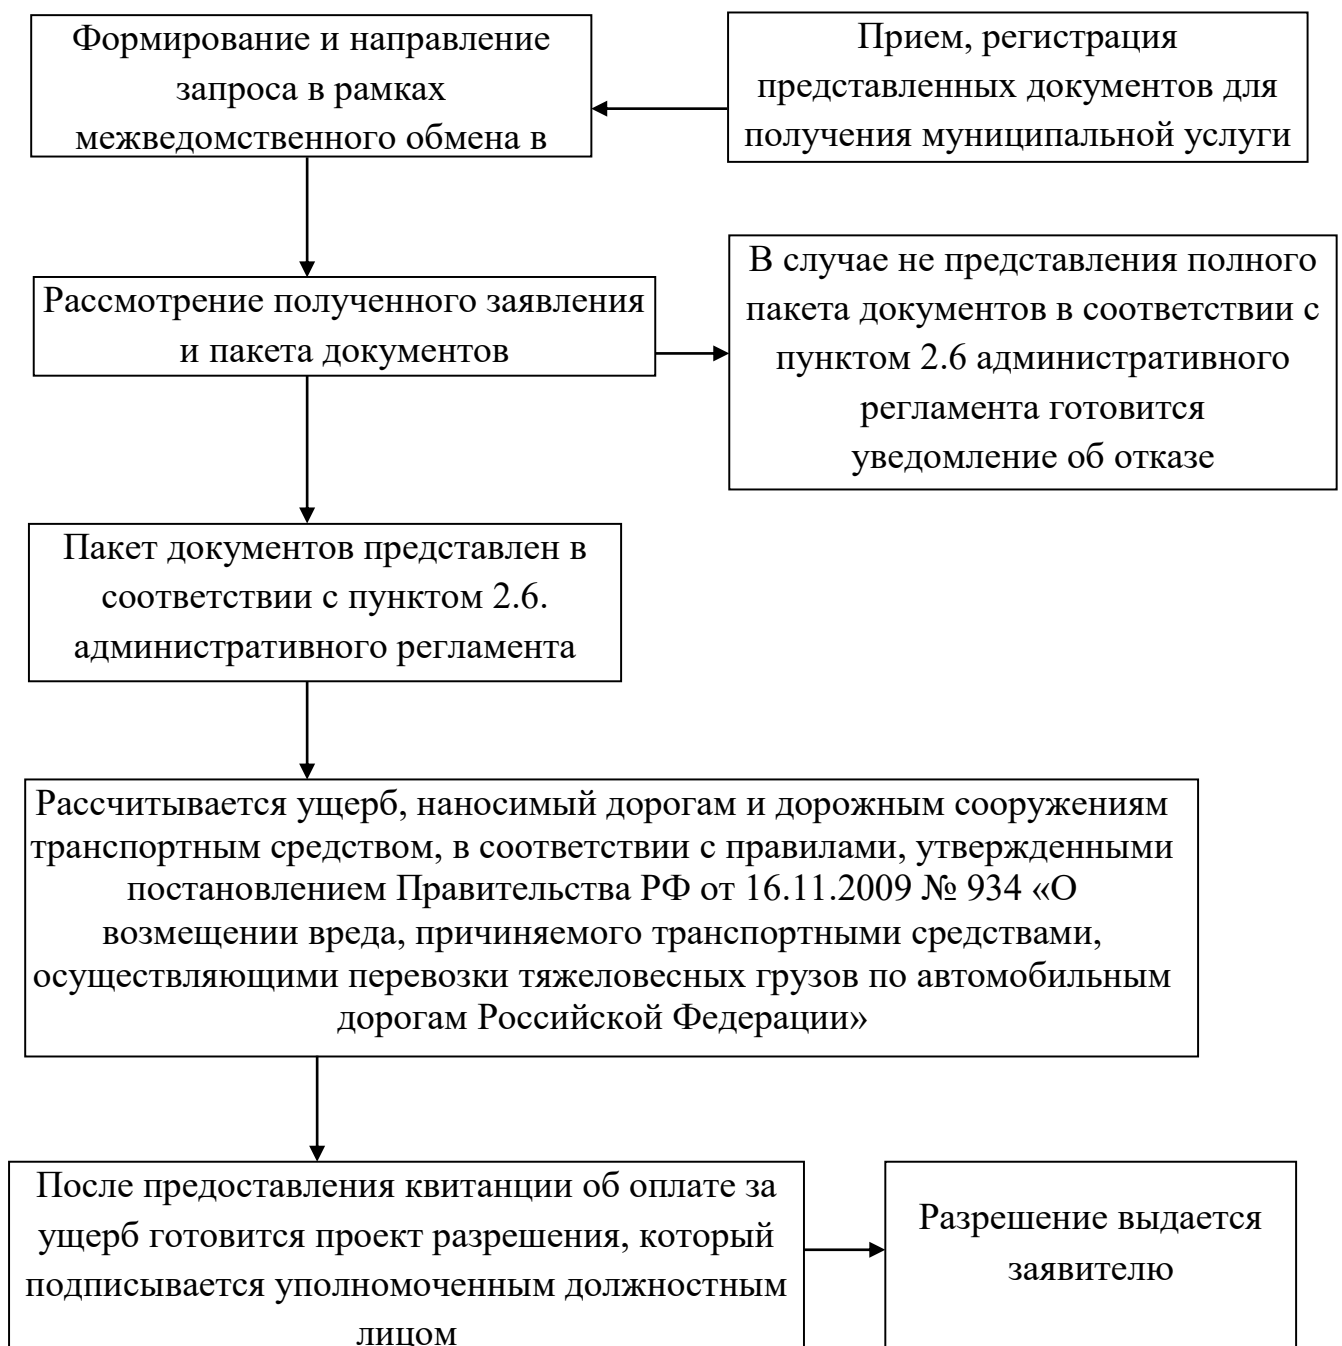 Формирование и направление
запроса в рамках
межведомственного обмена в
Прием, регистрация
представленных документов для
получения муниципальной услуги
Рассмотрение полученного заявления
и пакета документов
В случае не представления полного
пакета документов в соответствии с
пунктом 2.6 административного
регламента готовится
уведомление об отказе
Пакет документов представлен в
соответствии с пунктом 2.6.
административного регламента
Рассчитывается ущерб, наносимый дорогам и дорожным сооружениям
транспортным средством, в соответствии с правилами, утвержденными
постановлением Правительства РФ от 16.11.2009 № 934 «О
возмещении вреда, причиняемого транспортными средствами,
осуществляющими перевозки тяжеловесных грузов по автомобильным
дорогам Российской Федерации»
После предоставления квитанции об оплате за
ущерб готовится проект разрешения, который
подписывается уполномоченным должностным
лицом
Разрешение выдается
заявителю